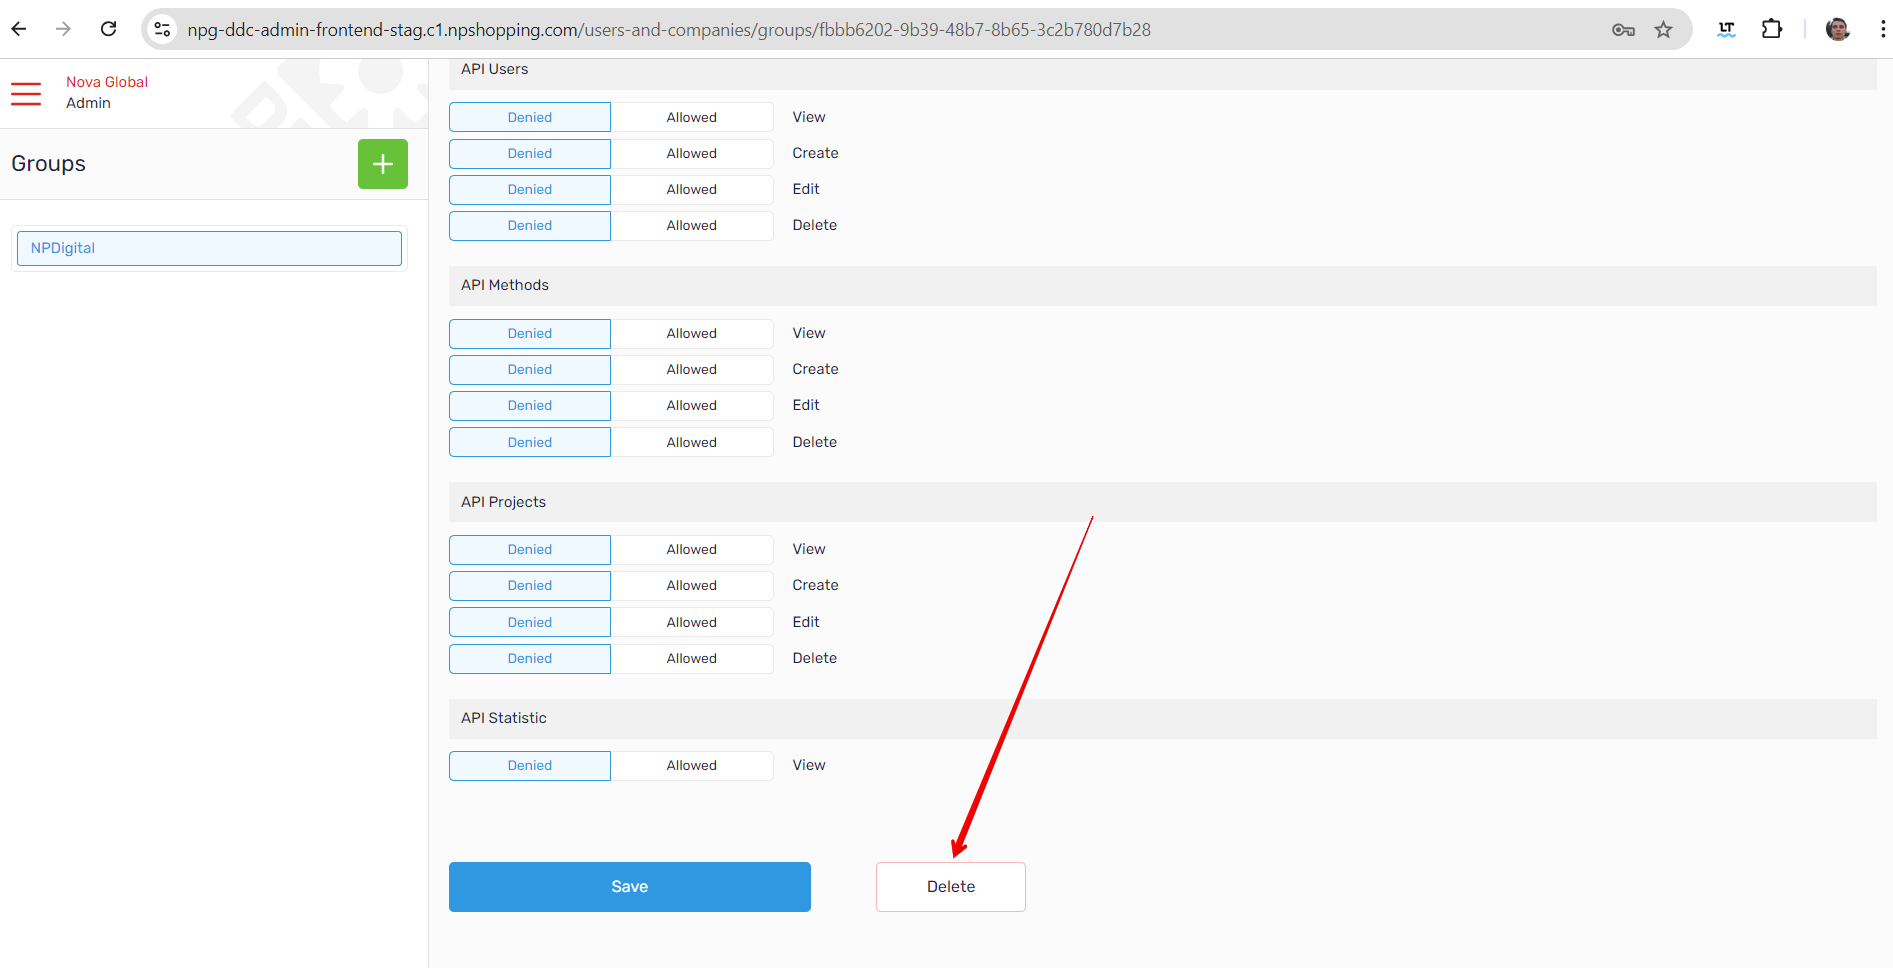 npg-ddc-admin-frontend-stag.c1.npshopping.com/users-and-companies/groups/fbbb6202-9b39-48b7-8b65-3c2b780d7b28
LT
Nova Global
Admin
Groups
NPDigital
API Users
Denied Allowed View
Denied Allowed Create
Denied Allowed Edit
Denied Allowed Delete
API Methods
Denied Allowed View
Denied Allowed Create
Denied Allowed Edit
Denied Allowed Delete
API Projects
Denied Allowed View
Denied Allowed Create
Denied Allowed Edit
Denied Allowed Delete
API Statistic
Denied Allowed View
Save Delete